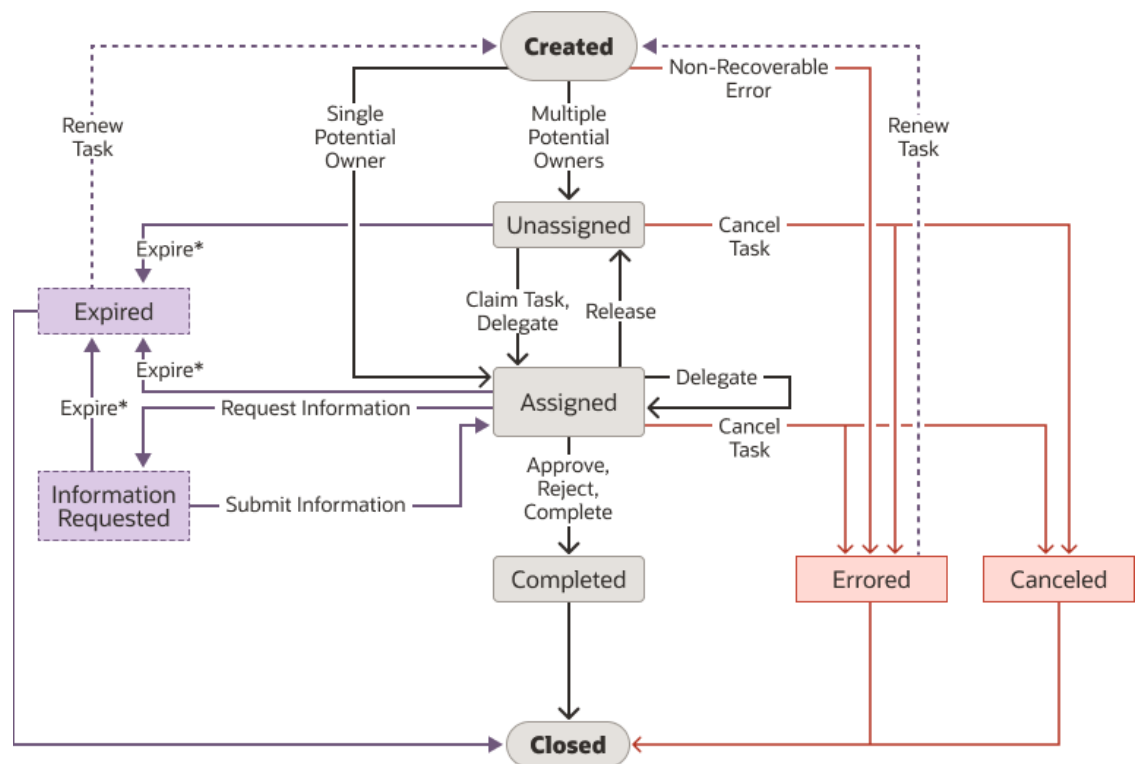 Created
Non-Recoverable
Error
Single
Potential
Owner
Multiple
Potential
Owners
Renew
Task
Renew
Task
Unassigned
Cancel
Task
Expire*
Expired
Claim Task,
Delegate
Release
Expire*
Delegate
Assigned
Expire*
Request Information
Cancel
Task
Information
Requested
Submit Information
Approve,
Reject,
Complete
Completed
Errored
Canceled
Closed